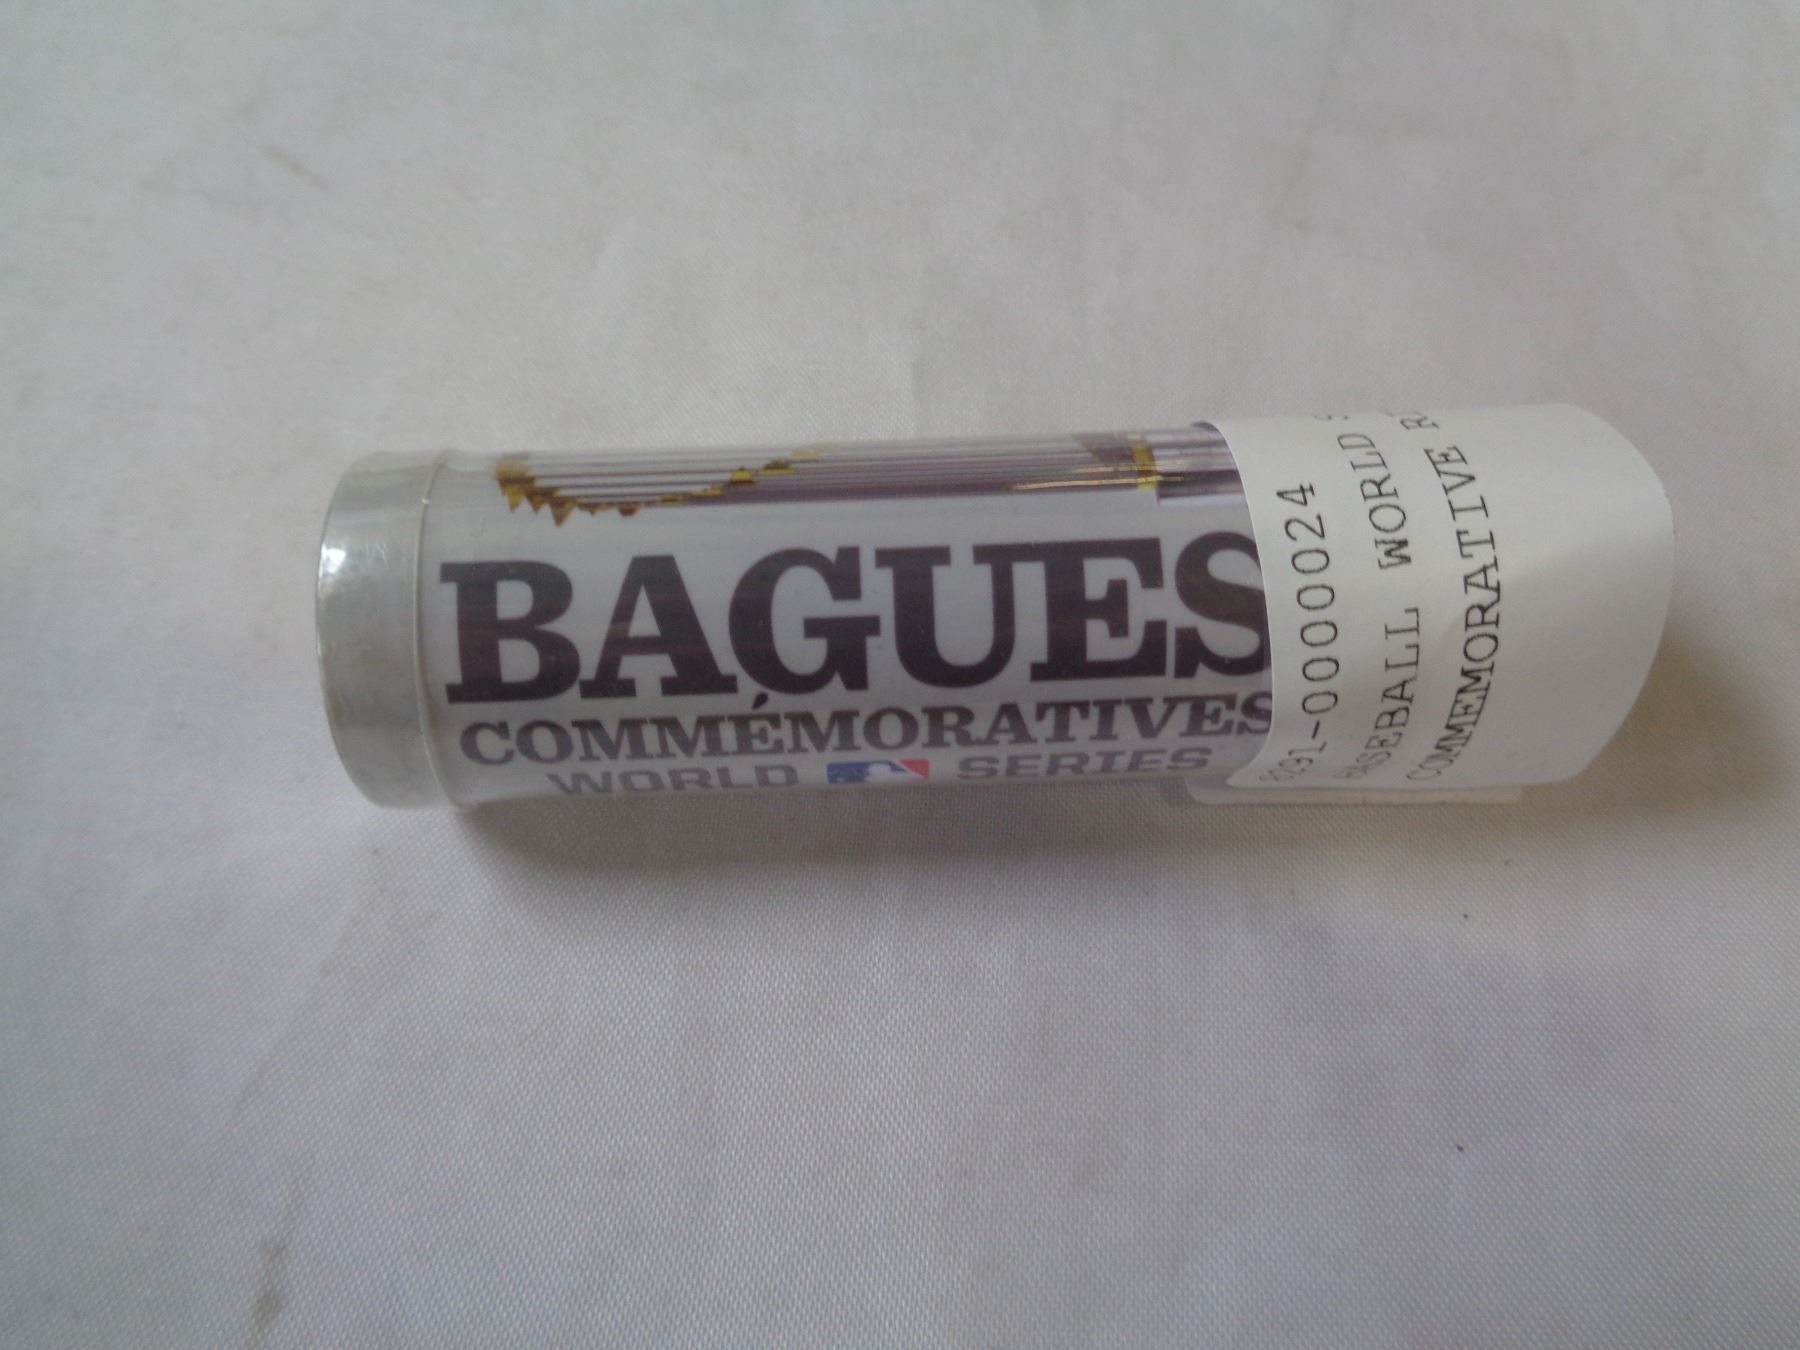 BAGUES
COMMÉMORATIVES
WORLD SERIES
-0000024
BASEBALL WORLD
COMMEMORATIVE